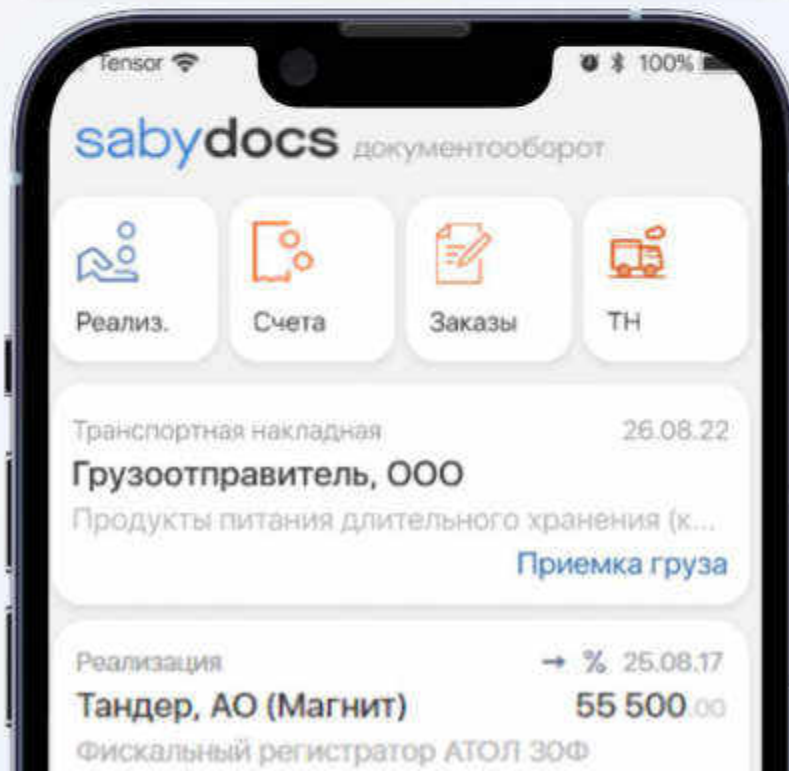 Tensor 100%
sabydocs документооборот
Реализ. Счета Заказы ТН
Транспортная накладная 26.08.22
Грузоотправитель, ООО
Продукты питания длительного хранения (к...
Приемка груза
Реализация → % 25.08.17
Тандер, АО (Магнит) 55 500.00
Фискальный регистратор АТОЛ 30Ф